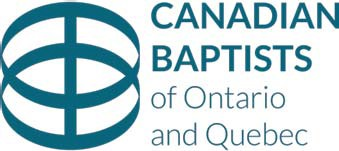 CANADIAN
BAPTISTS
of Ontario
and Quebec